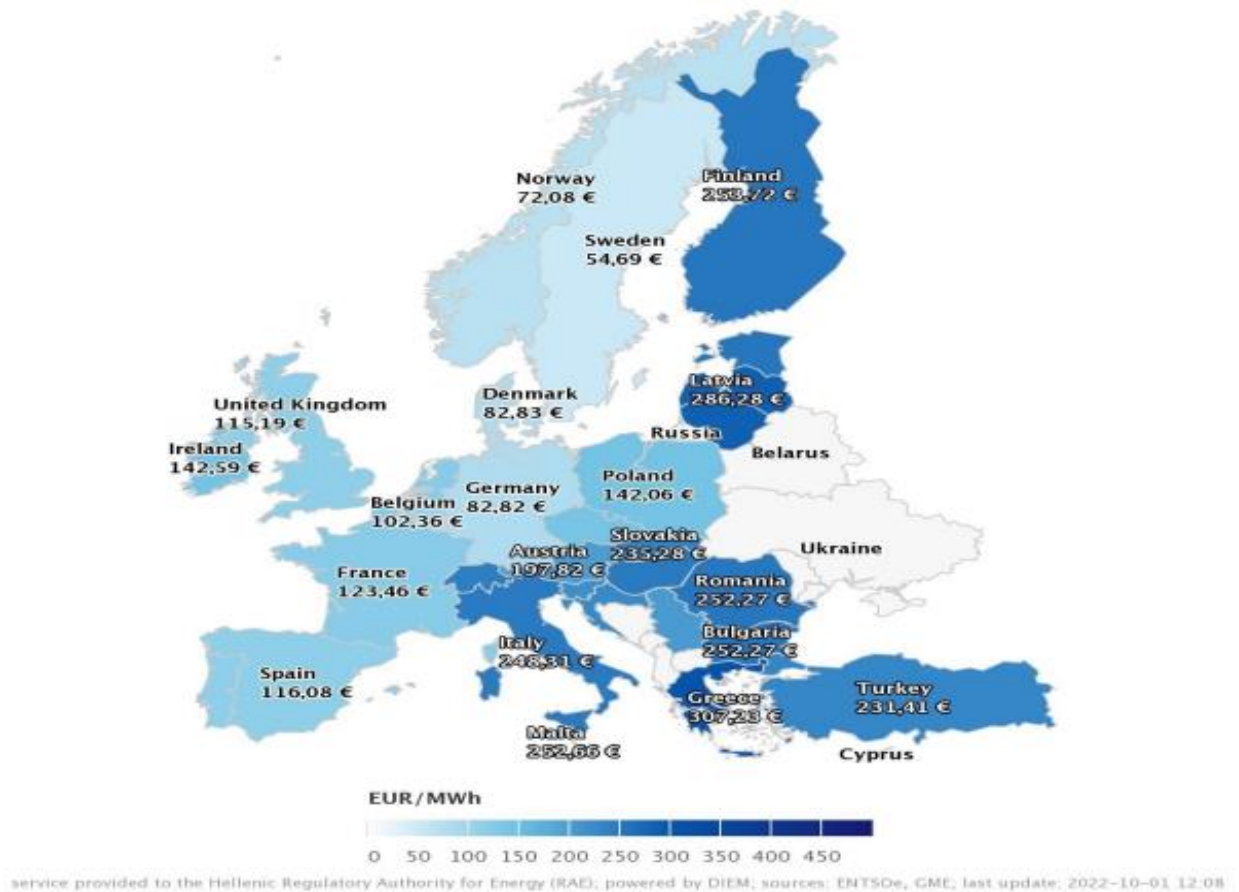 Norway
72,08 €
Finland
253,72 €
Sweden
54,69 €
Latvia
286,28 €
Denmark
82,83 €
United Kingdom
115,19 €
Russia
Ireland
142,59 €
Belarus
Poland
142,06 €
Germany
82,82 €
Belgium
102,36 €
Slovakia
235,28 €
Ukraine
Austria
197,82 €
France
123,46 €
Romania
252,27 €
Bulgaria
252,27 €
Italy
248,31 €
Spain
116,08 €
Greece
307,23 €
Turkey
231,41 €
Malta
252,66 €
Cyprus
EUR/MWh
0 50 100 150 200 250 300 350 400 450
service provided to the Hellenic Regulatory Authority for Energy (RAE); powered by DIEM; sources: ENTSOe, GME; last update: 2022-10-01 12:08